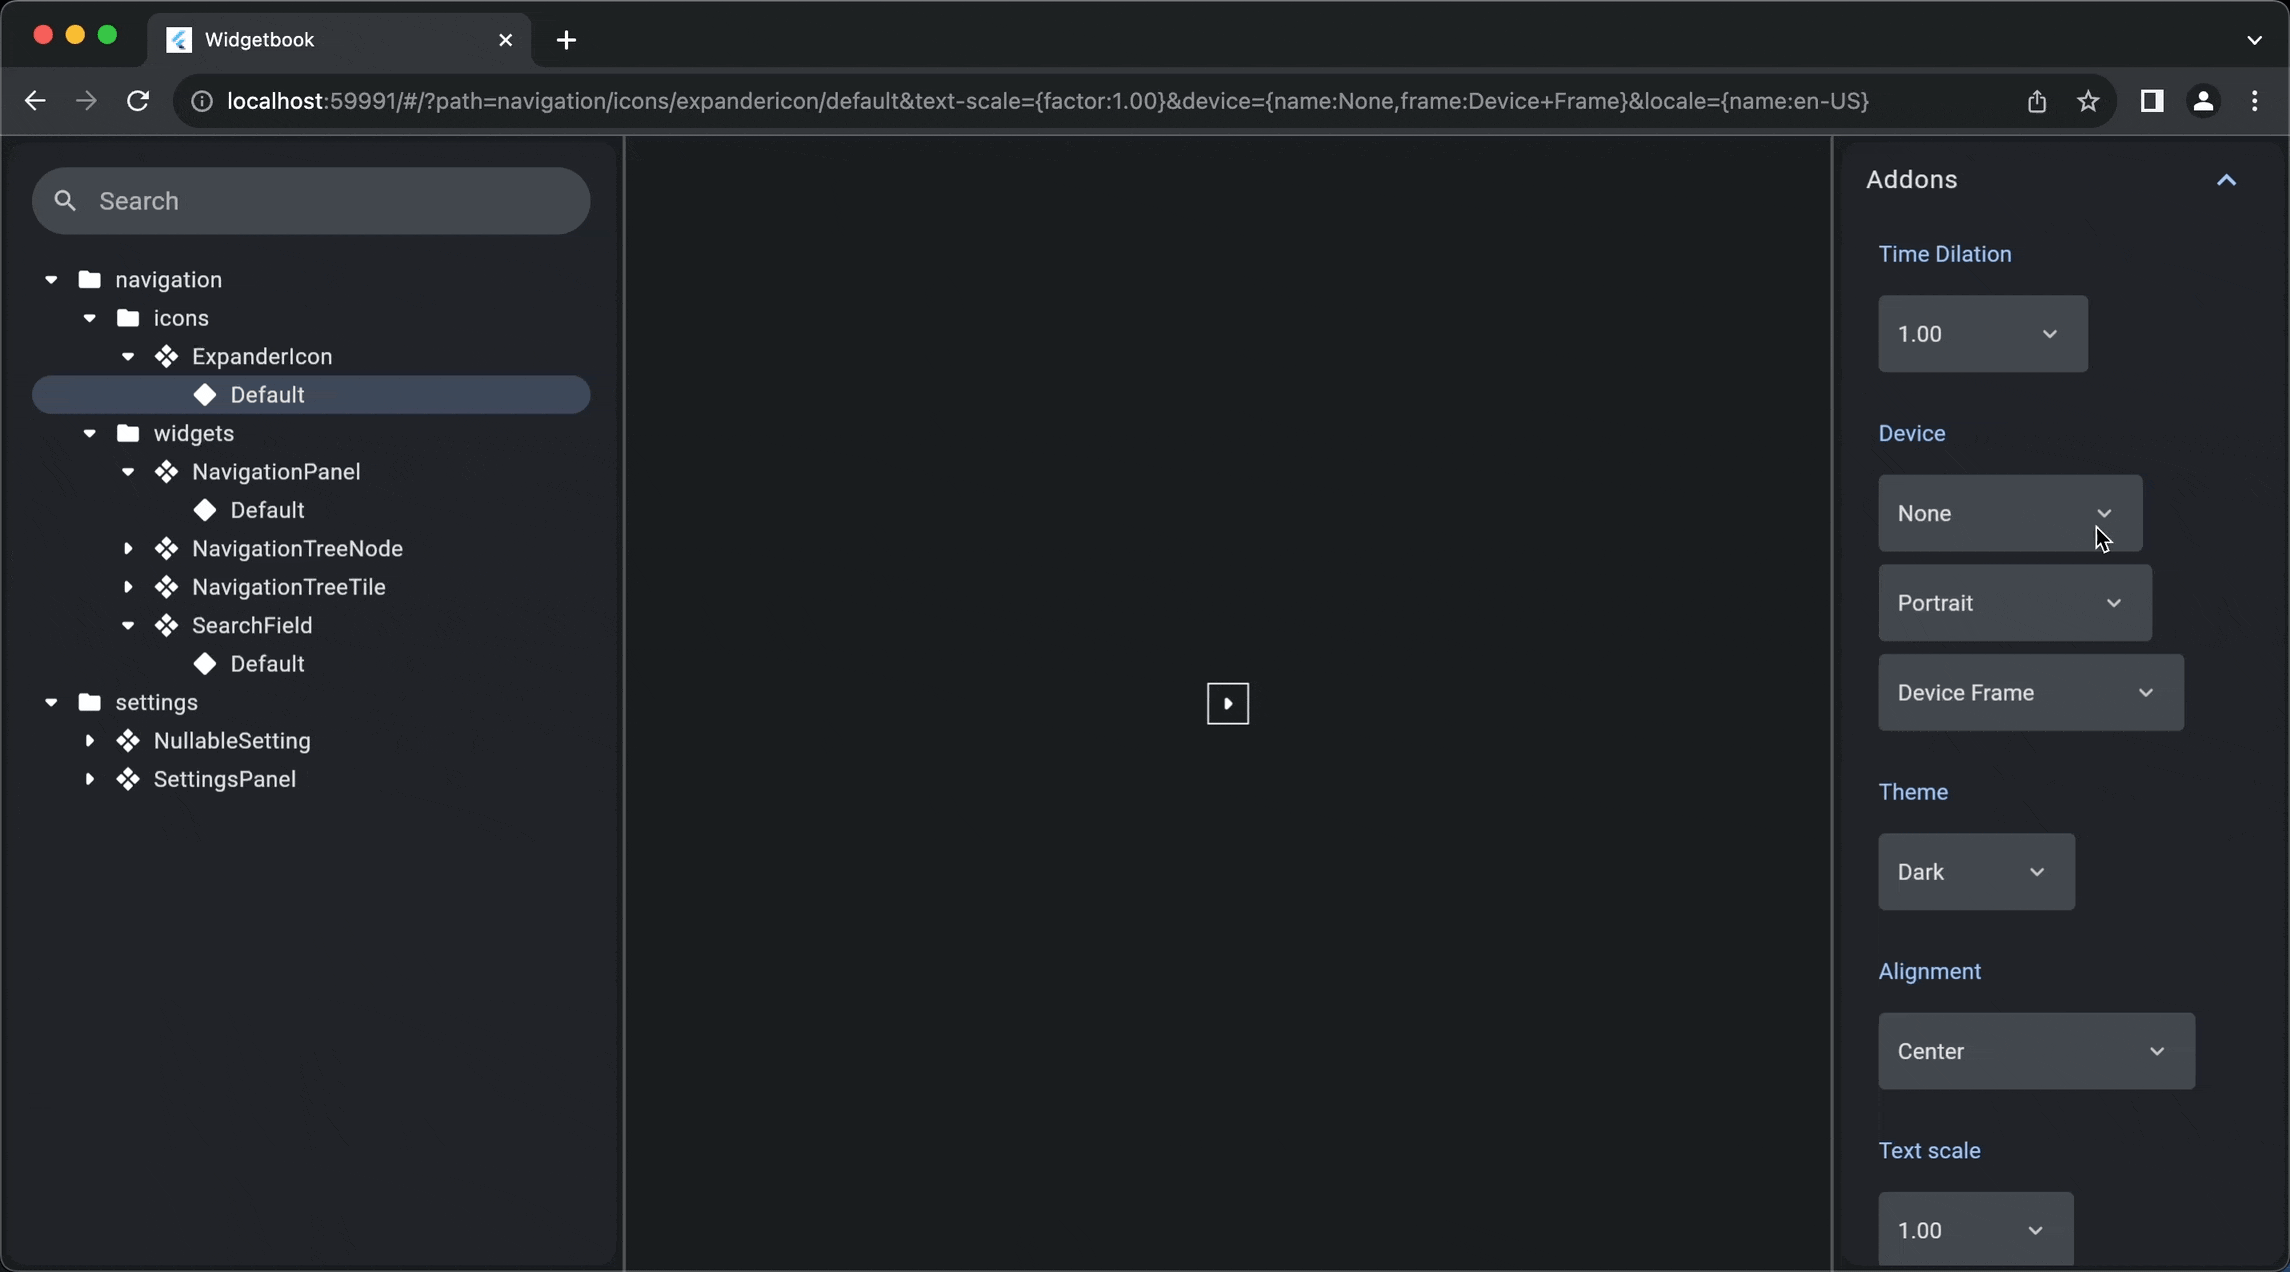 Widgetbook
localhost:59991/#/?path=navigation/icons/expandericon/default&text-scale={factor:1.00}&device={name:None,frame:Device+Frame}&locale={name:en-US}
Search
navigation
icons
ExpanderIcon
Default
widgets
NavigationPanel
Default
NavigationTreeNode
NavigationTreeTile
SearchField
Default
settings
NullableSetting
SettingsPanel
Addons
Time Dilation
1.00
Device
None
Portrait
Device Frame
Theme
Dark
Alignment
Center
Text scale
1.00